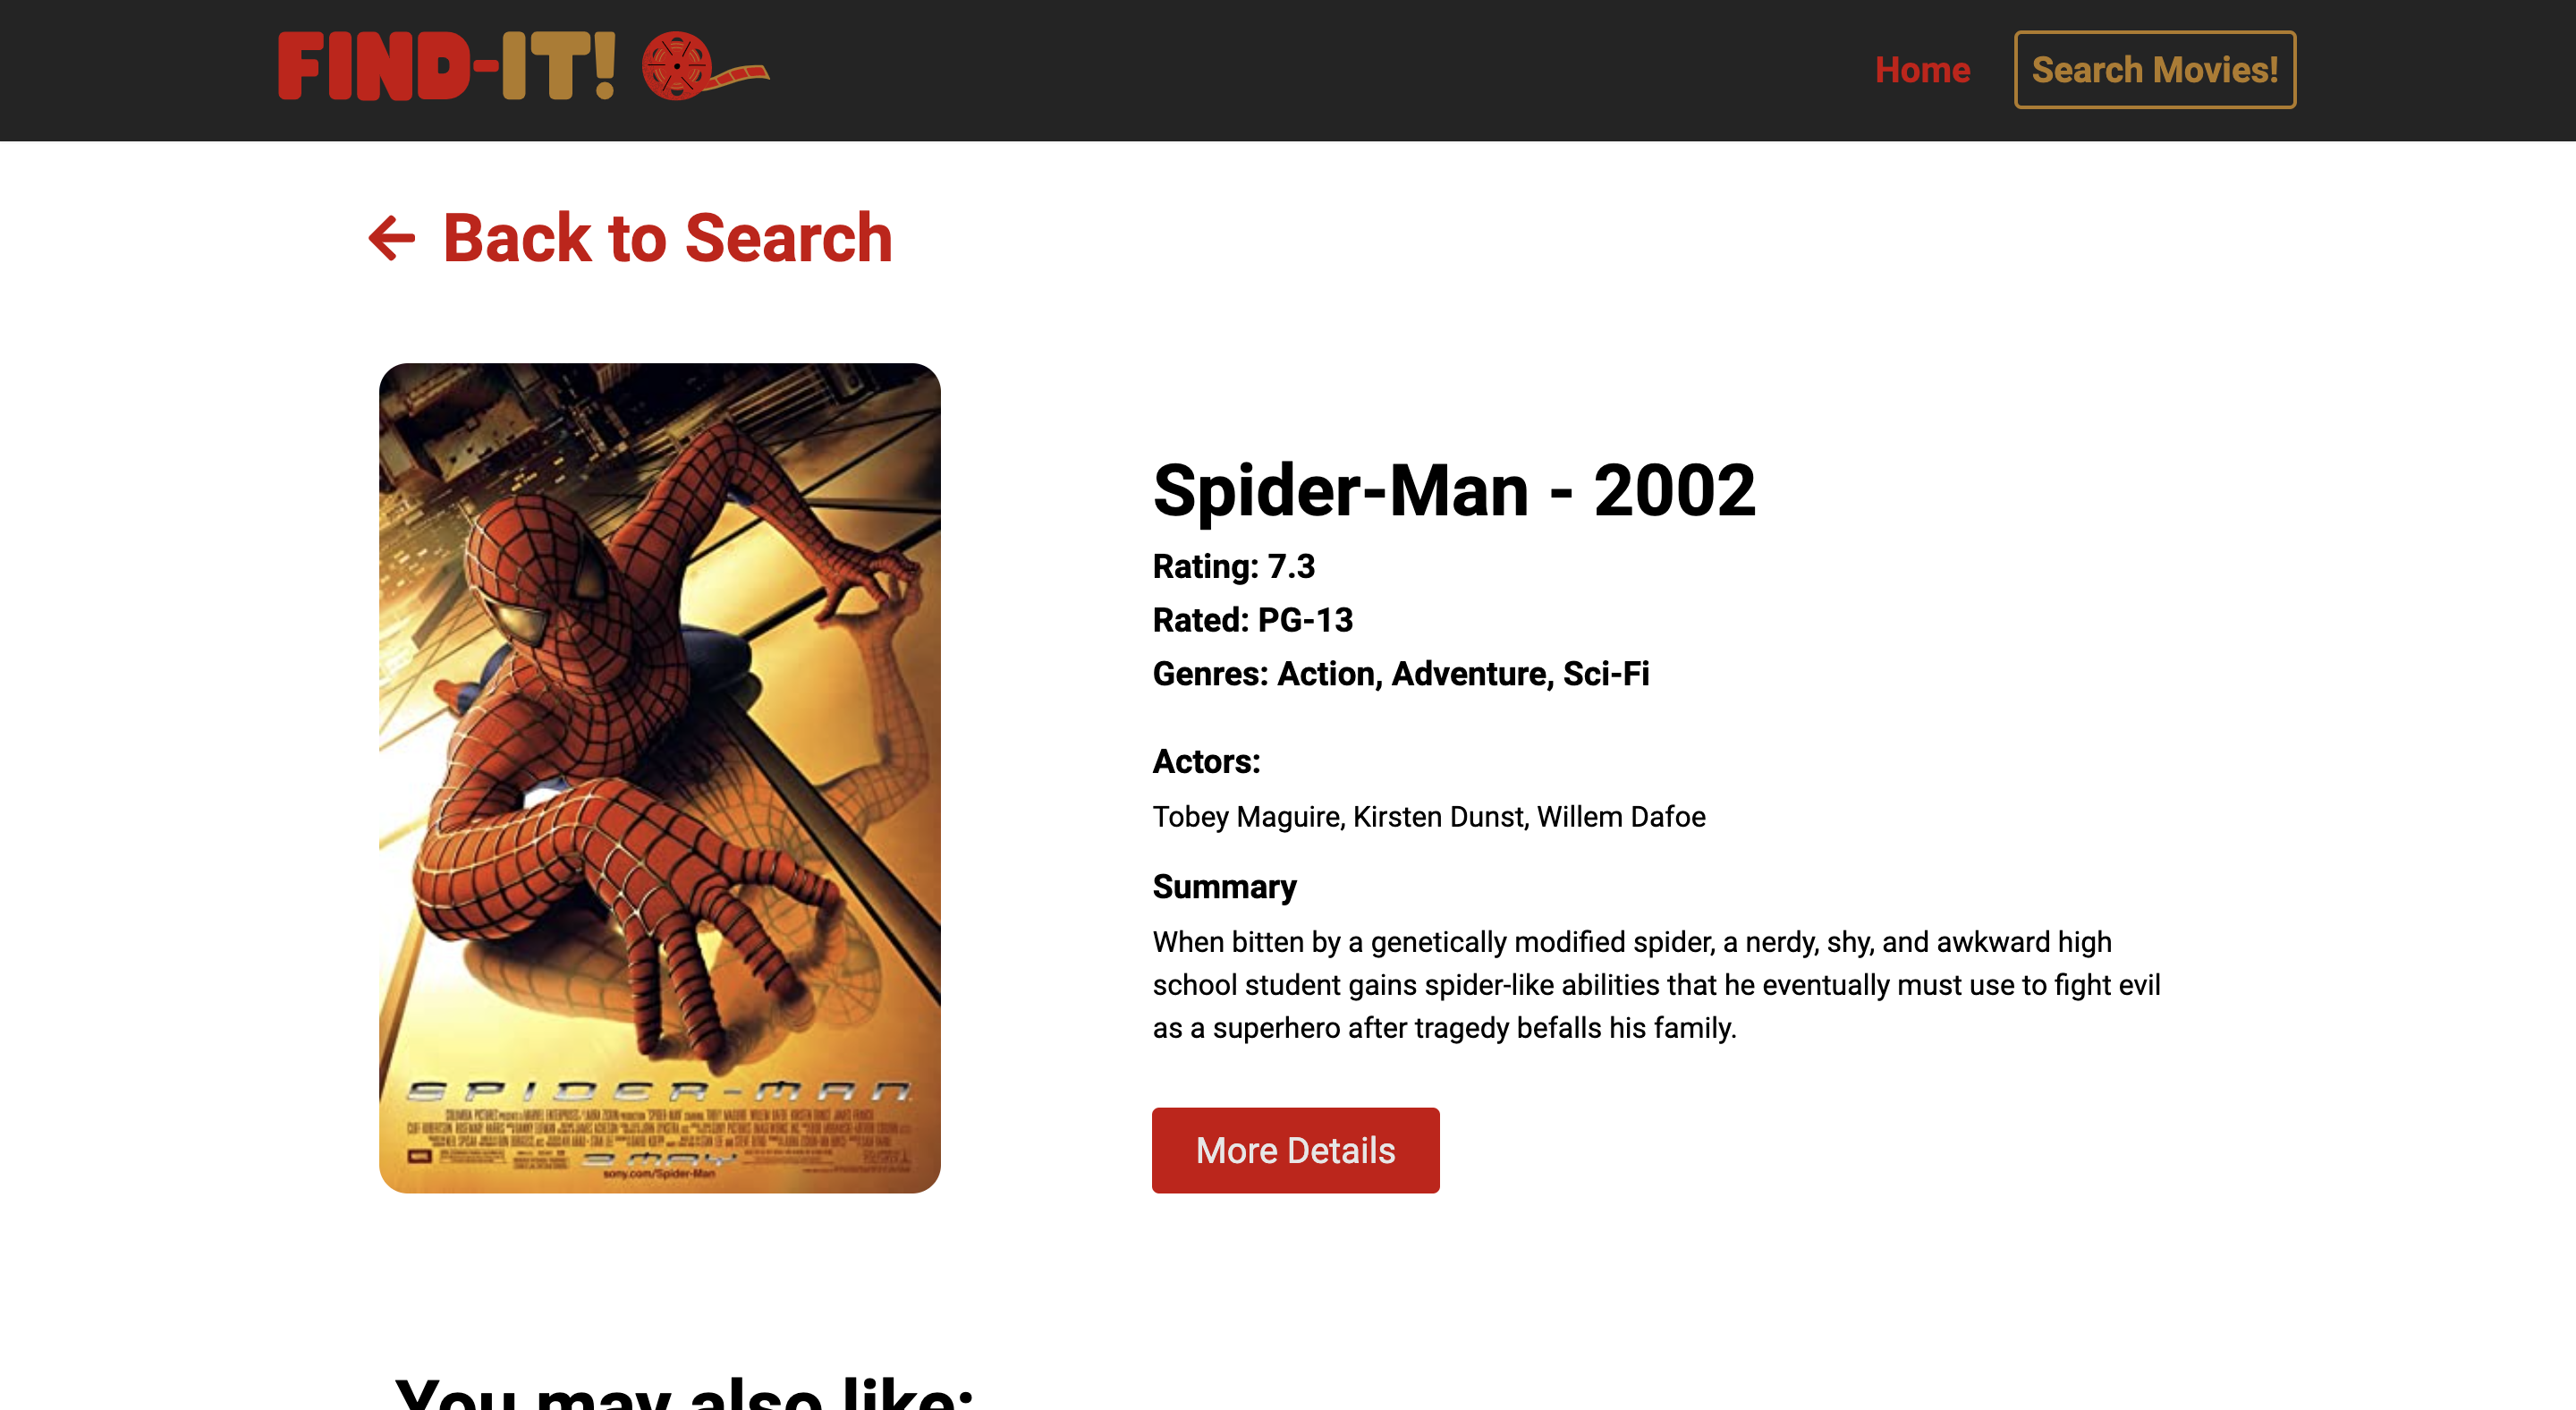 FIND-IT!
Home
Search Movies!
Back to Search
Spider-Man - 2002
Rating: 7.3
Rated: PG-13
Genres: Action, Adventure, Sci-Fi
Actors:
Tobey Maguire, Kirsten Dunst, Willem Dafoe
Summary
When bitten by a genetically modified spider, a nerdy, shy, and awkward high
school student gains spider-like abilities that he eventually must use to fight evil
as a superhero after tragedy befalls his family.
More Details
SPIDER-MAN
3 MAY
sony.com/Spider-Man
You may also like: